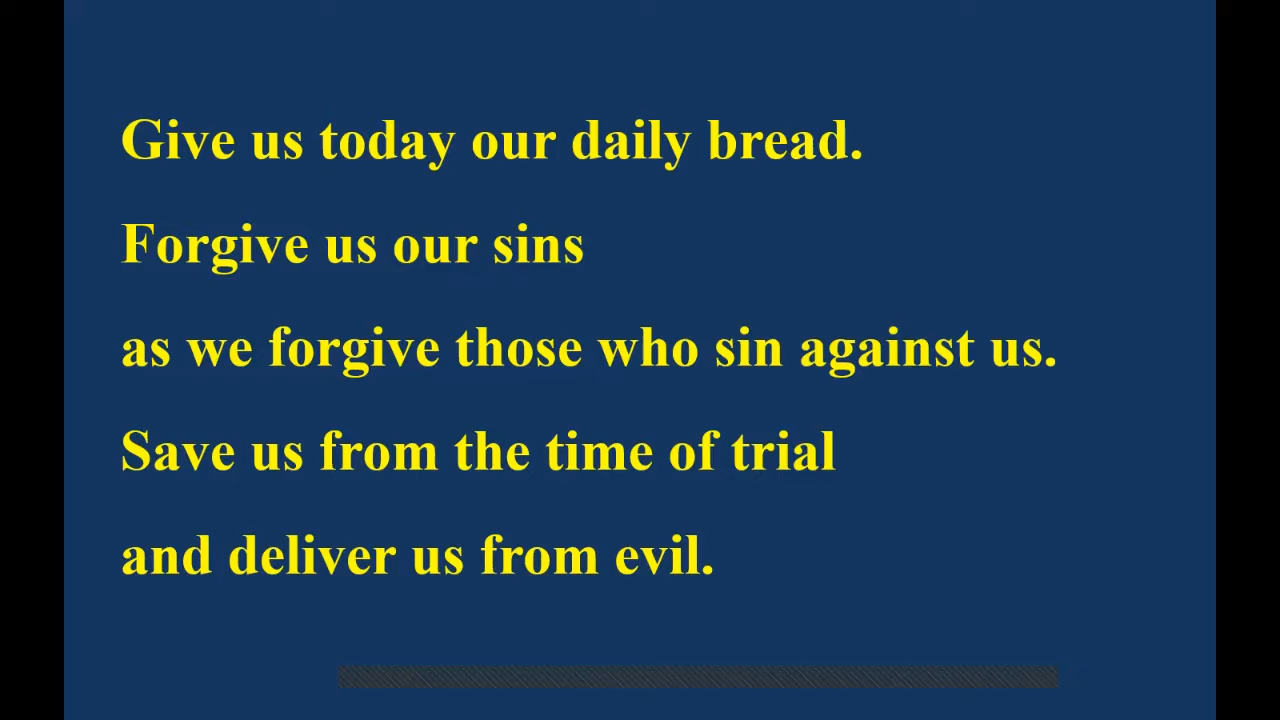 Give us today our daily bread.
Forgive us our sins
as we forgive those who sin against us.
Save us from the time of trial
and deliver us from evil.